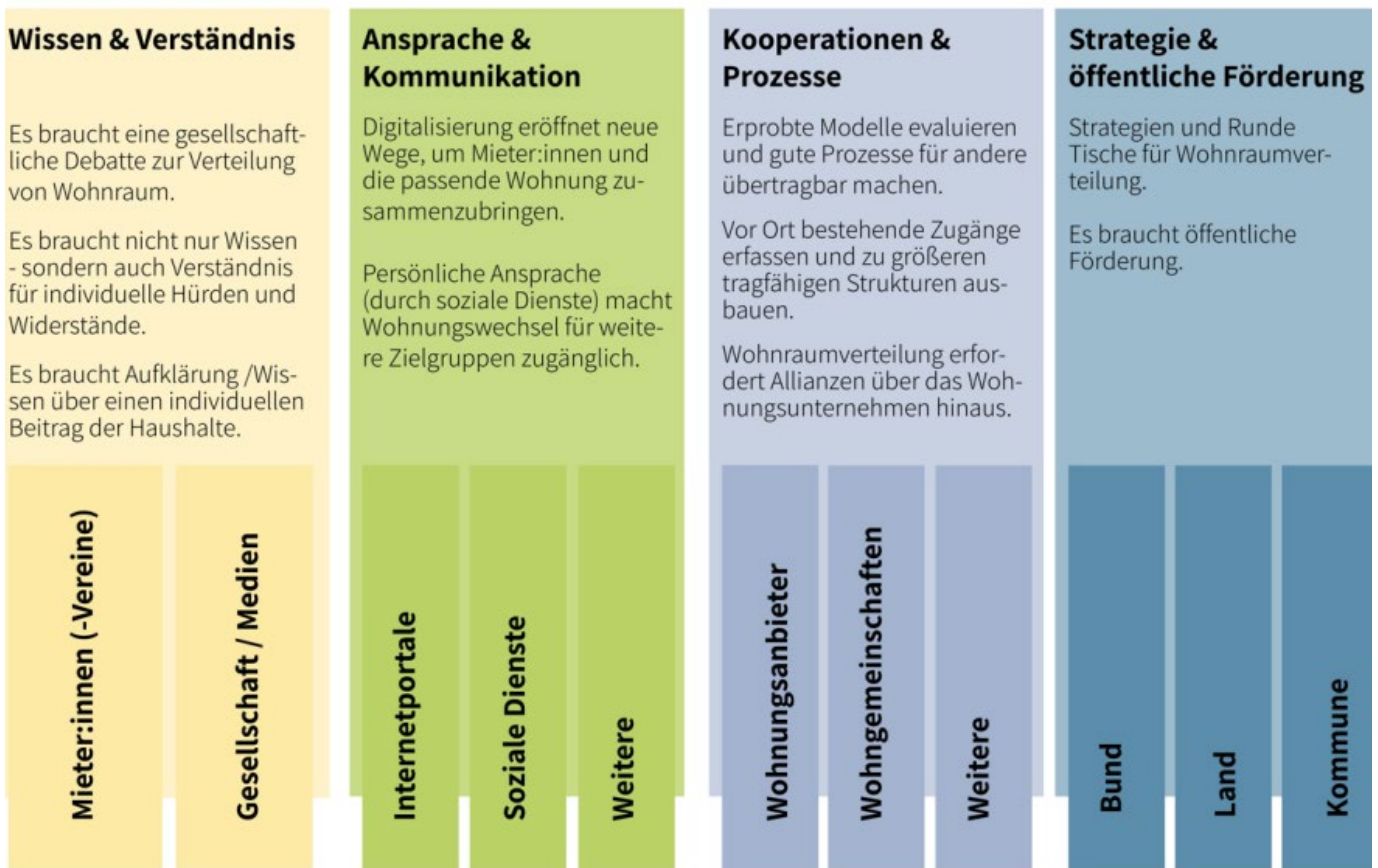 Wissen & Verständnis
Es braucht eine gesellschaft-
liche Debatte zur Verteilung
von Wohnraum.
Es braucht nicht nur Wissen
- sondern auch Verständnis
für individuelle Hürden und
Widerstände.
Es braucht Aufklärung /Wis-
sen über einen individuellen
Beitrag der Haushalte.
Mieter:innen (-Vereine)
Gesellschaft / Medien
Ansprache &
Kommunikation
Digitalisierung eröffnet neue
Wege, um Mieter:innen und
die passende Wohnung zu-
sammenzubringen.
Persönliche Ansprache
(durch soziale Dienste) macht
Wohnungswechsel für weite-
re Zielgruppen zugänglich.
Internetportale
Soziale Dienste
Weitere
Kooperationen &
Prozesse
Erprobte Modelle evaluieren
und gute Prozesse für andere
übertragbar machen.
Vor Ort bestehende Zugänge
erfassen und zu größeren
tragfähigen Strukturen aus-
bauen.
Wohnraumverteilung erfor-
dert Allianzen über das Woh-
nungsunternehmen hinaus.
Wohnungsanbieter
Wohngemeinschaften
Weitere
Strategie &
öffentliche Förderung
Strategien und Runde
Tische für Wohnraumver-
teilung.
Es braucht öffentliche
Förderung.
Bund
Land
Kommune